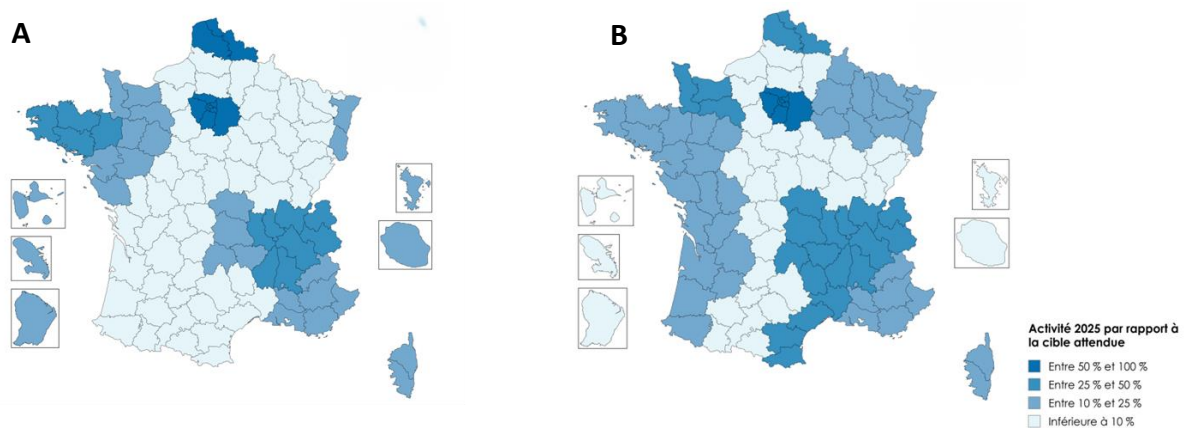 A
B
Activité 2025 par rapport à
la cible attendue
Entre 50 % et 100 %
Entre 25 % et 50 %
Entre 10 % et 25 %
Inférieure à 10 %